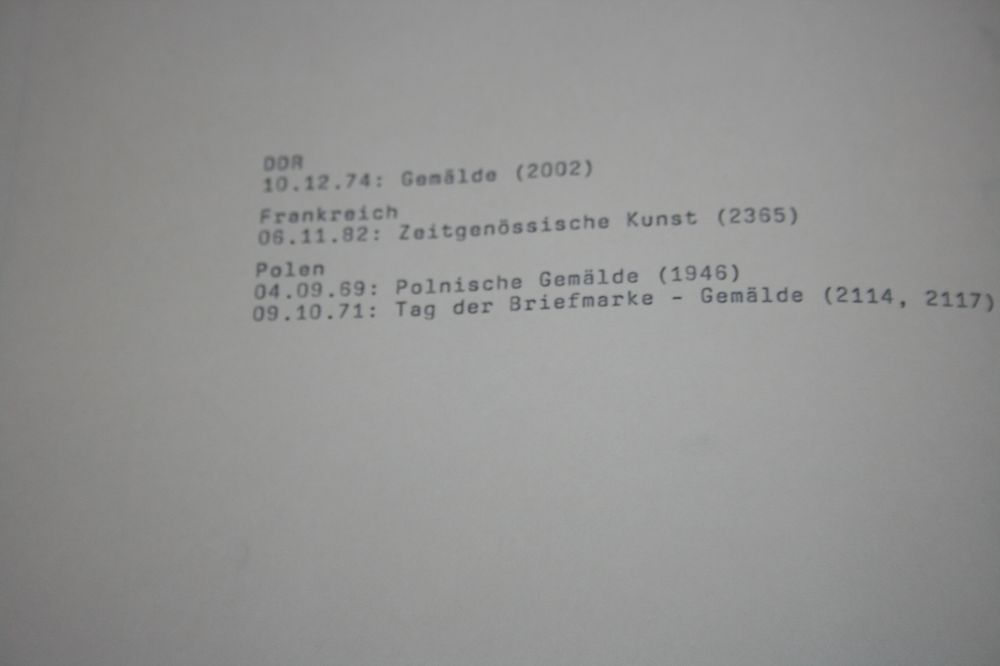 DDR
10.12.74: Gemälde (2002)
Frankreich
06.11.82: Zeitgenössische Kunst (2365)
Polen
04.09.69: Polnische Gemälde (1946)
09.10.71: Tag der Briefmarke - Gemälde (2114, 2117)